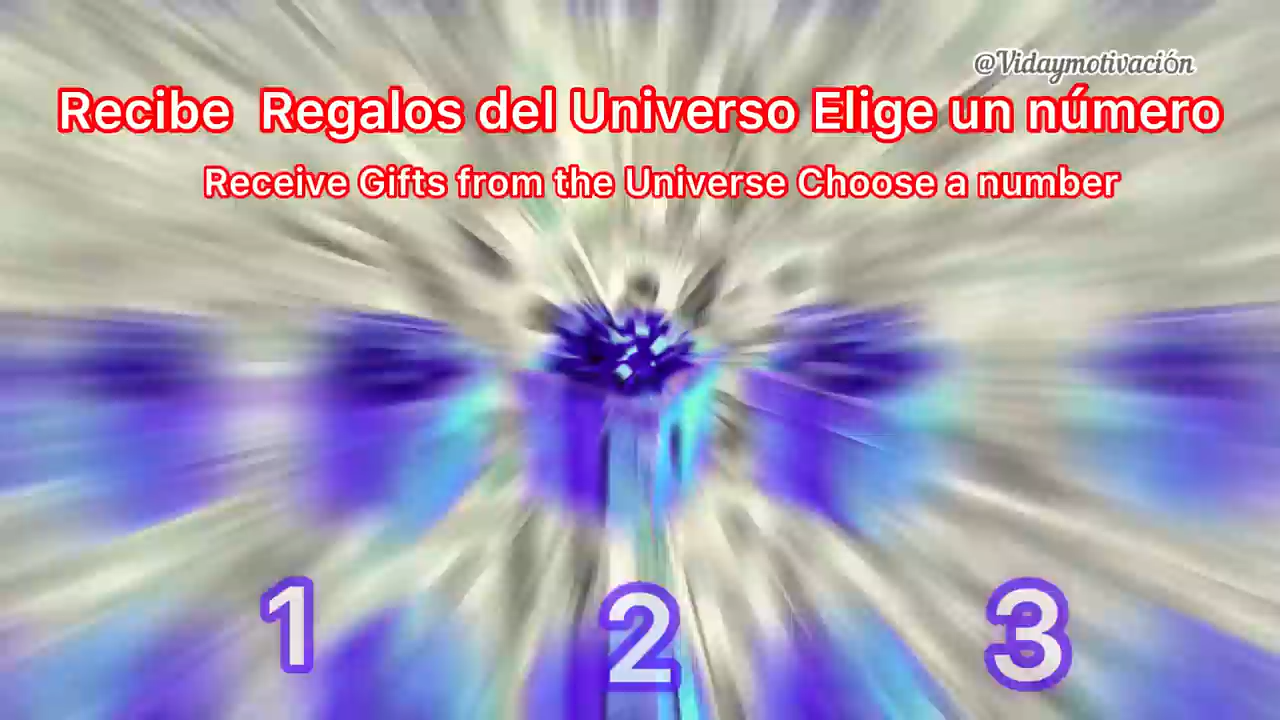 @Vidaymotivación
Recibe Regalos del Universo Elige un número
Receive Gifts from the Universe Choose a number
1 2 3